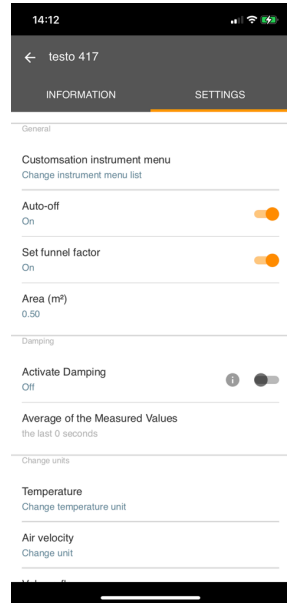 14:12
testo 417
INFORMATION SETTINGS
General
Customsation instrument menu
Change instrument menu list
Auto-off
On
Set funnel factor
On
Area (m²)
0.50
Damping
Activate Damping
Off
Average of the Measured Values
the last 0 seconds
Change units
Temperature
Change temperature unit
Air velocity
Change unit